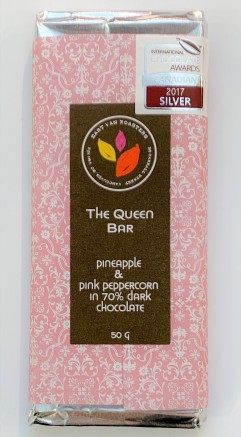 INTERNATIONAL
AWARDS
2017
SILVER
EAST VAN ROASTERS
The Queen
Bar
pineapple
&
pink peppercorn
in 70% dark
chocolate
50 G